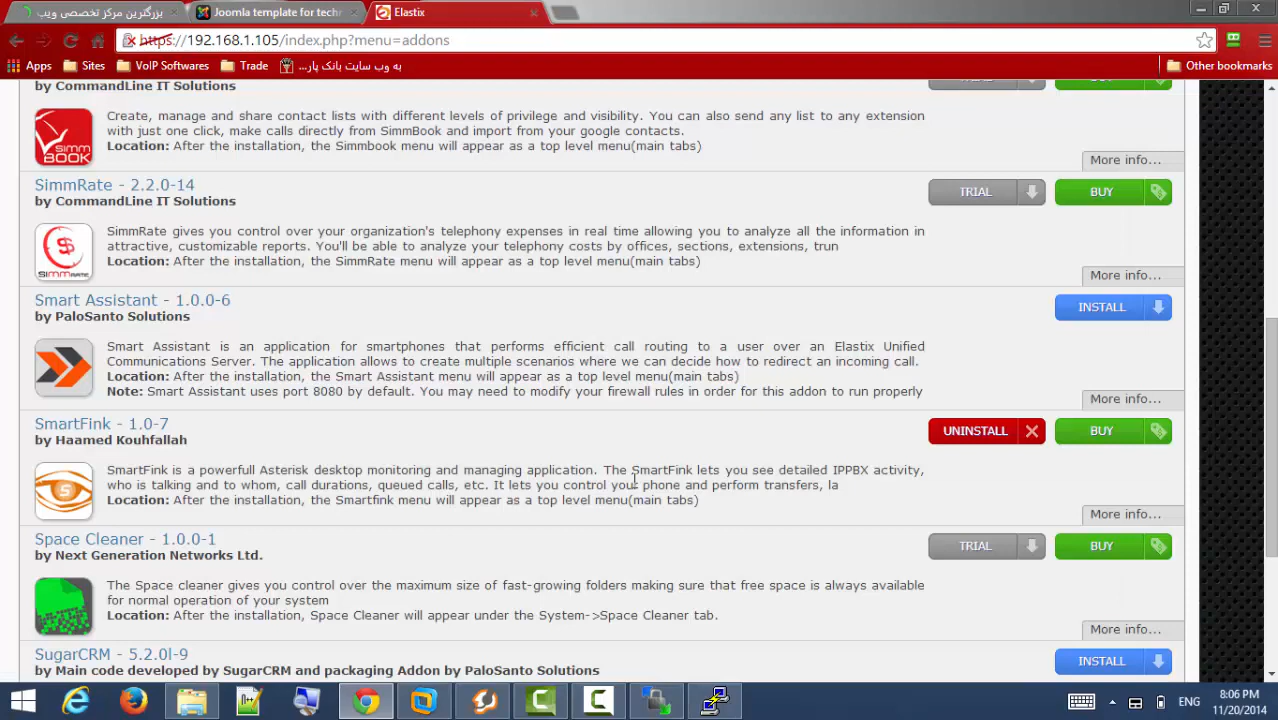 بزرگترین مرکز تخصصی ویب
Joomla template for techn
Elastix
https://192.168.1.105/index.php?menu=addons
Apps
Sites
VoIP Softwares
Trade
به وب سایت بانک پار...
Other bookmarks
by CommandLine IT Solutions
TRIAL
BUY
SIMM BOOK
Create, manage and share contact lists with different levels of privilege and visibility. You can also send any list to any extension
with just one click, make calls directly from SimmBook and import from your google contacts.
Location: After the installation, the Simmbook menu will appear as a top level menu(main tabs)
More info...
SimmRate - 2.2.0-14
by CommandLine IT Solutions
TRIAL
BUY
SIMMRATE
SimmRate gives you control over your organization's telephony expenses in real time allowing you to analyze all the information in
attractive, customizable reports. You'll be able to analyze your telephony costs by offices, sections, extensions, trun
Location: After the installation, the SimmRate menu will appear as a top level menu(main tabs)
More info...
Smart Assistant - 1.0.0-6
by PaloSanto Solutions
INSTALL
Smart Assistant is an application for smartphones that performs efficient call routing to a user over an Elastix Unified
Communications Server. The application allows to create multiple scenarios where we can decide how to redirect an incoming call.
Location: After the installation, the Smart Assistant menu will appear as a top level menu(main tabs)
Note: Smart Assistant uses port 8080 by default. You may need to modify your firewall rules in order for this addon to run properly
More info...
SmartFink - 1.0-7
by Haamed Kouhfallah
UNINSTALL
BUY
SmartFink is a powerfull Asterisk desktop monitoring and managing application. The SmartFink lets you see detailed IPPBX activity,
who is talking and to whom, call durations, queued calls, etc. It lets you control your phone and perform transfers, la
Location: After the installation, the Smartfink menu will appear as a top level menu(main tabs)
More info...
Space Cleaner - 1.0.0-1
by Next Generation Networks Ltd.
TRIAL
BUY
The Space cleaner gives you control over the maximum size of fast-growing folders making sure that free space is always available
for normal operation of your system
Location: After the installation, Space Cleaner will appear under the System->Space Cleaner tab.
More info...
SugarCRM - 5.2.0l-9
by Main code developed by SugarCRM and packaging Addon by PaloSanto Solutions
INSTALL
ENG
8:06 PM
11/20/2014